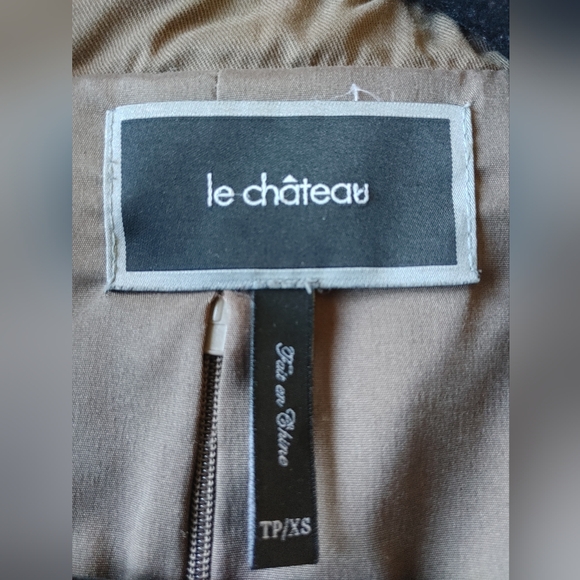 le château
Fait en Chine
TP/XS